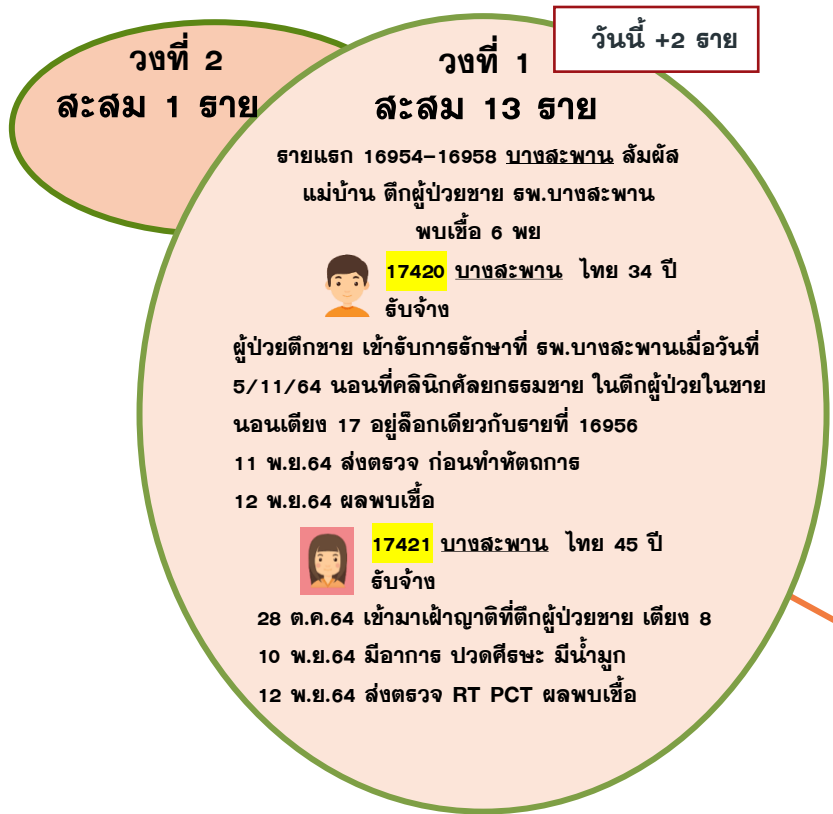 วันนี้ +2 ราย
วงที่ 2
สะสม 1 ราย
วงที่ 1
สะสม 13 ราย
รายแรก 16954-16958 บางสะพาน สัมผัส
แม่บ้าน ตึกผู้ป่วยชาย รพ.บางสะพาน
พบเชื้อ 6 พย
17420 บางสะพาน ไทย 34 ปี
รับจ้าง
ผู้ป่วยตึกชาย เข้ารับการรักษาที่ รพ.บางสะพานเมื่อวันที่
5/11/64 นอนที่คลินิกศัลยกรรมชาย ในตึกผู้ป่วยในชาย
นอนเตียง 17 อยู่ล็อกเดียวกับรายที่ 16956
11 พ.ย.64 ส่งตรวจ ก่อนทำหัตถการ
12 พ.ย.64 ผลพบเชื้อ
17421 บางสะพาน ไทย 45 ปี
รับจ้าง
28 ต.ค.64 เข้ามาเฝ้าญาติที่ตึกผู้ป่วยชาย เตียง 8
10 พ.ย.64 มีอาการ ปวดศีรษะ มีน้ำมูก
12 พ.ย.64 ส่งตรวจ RT PCT ผลพบเชื้อ